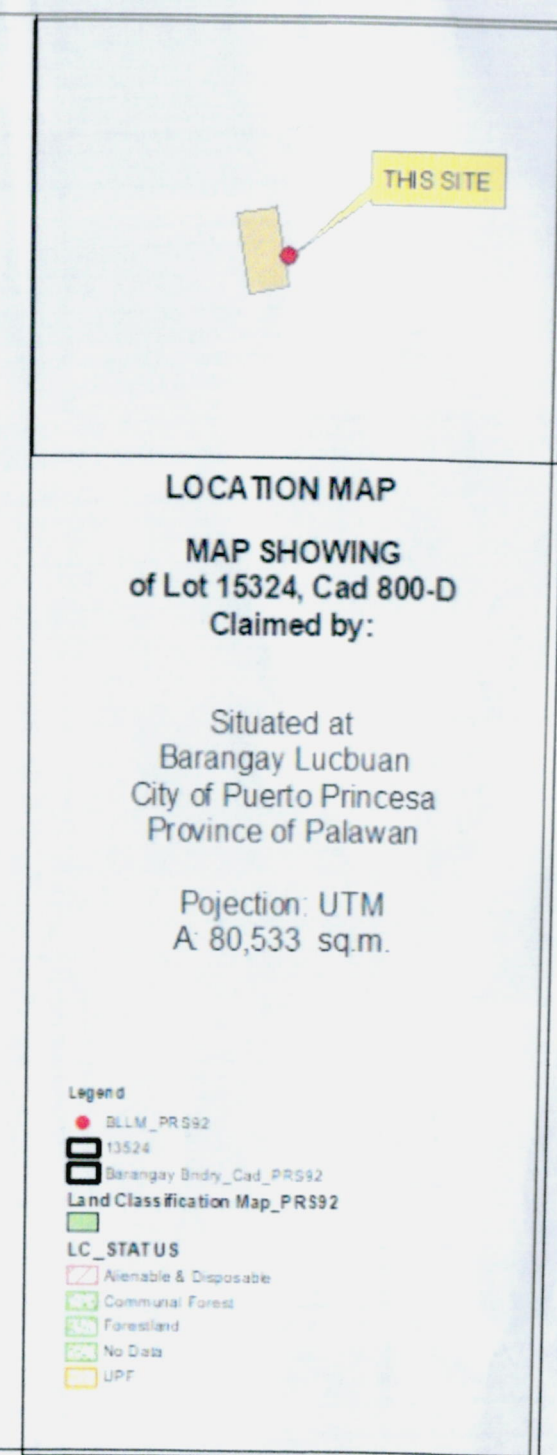 THIS SITE
LOCATION MAP
MAP SHOWING
of Lot 15324, Cad 800-D
Claimed by:
Situated at
Barangay Lucbuan
City of Puerto Princesa
Province of Palawan
Pojection: UTM
A: 80,533 sq.m.
Legend
BLLM_PRS92
13524
Barangay Bndry_Cad_PRS92
Land Classification Map_PRS92
LC_STATUS
Alienable & Disposable
Communal Forest
Forestland
No Data
UPF